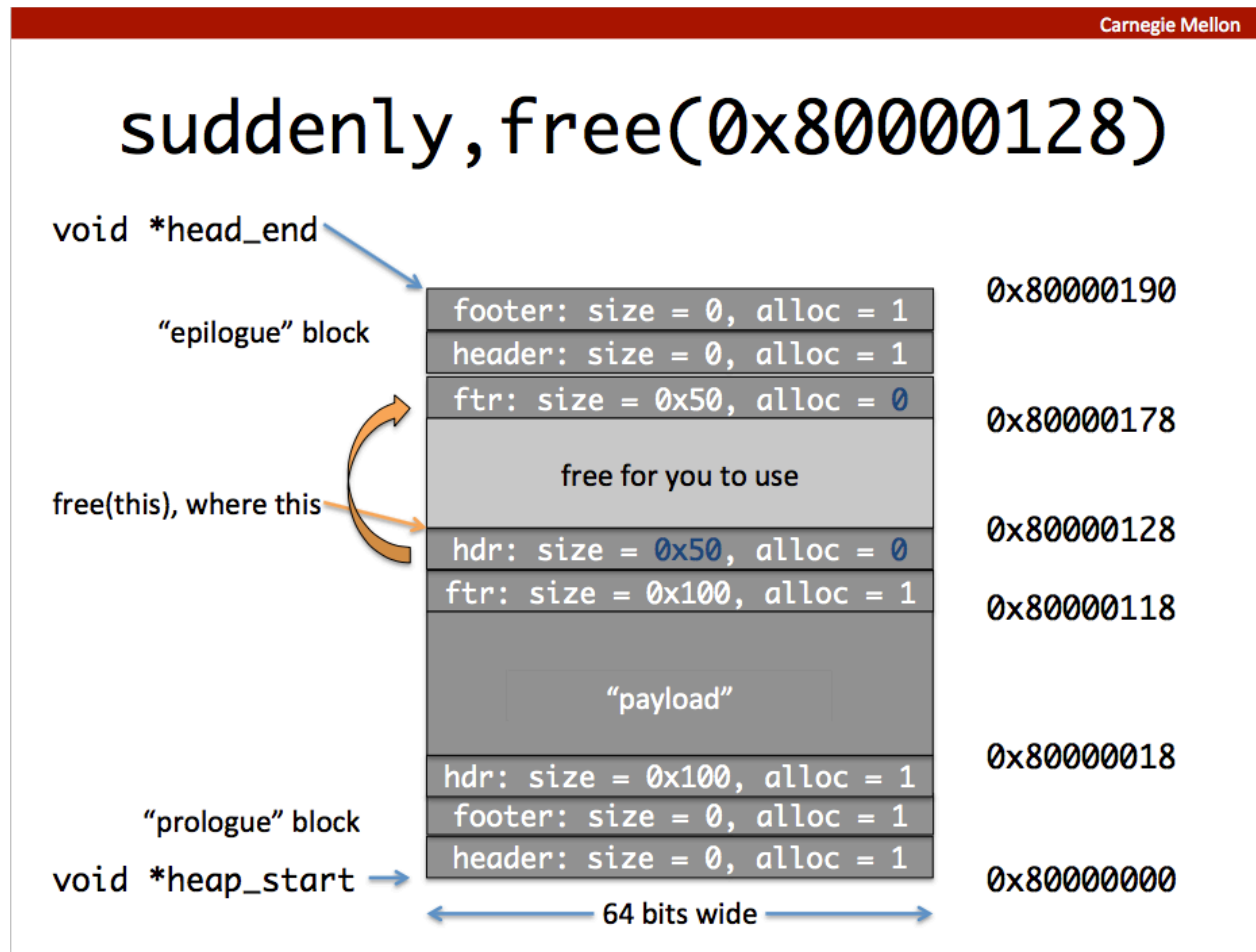 Carnegie Mellon
suddenly,free(0x80000128)
void *head_end
0x80000190
footer: size = 0, alloc = 1
“epilogue” block
header: size = 0, alloc = 1
ftr: size = 0x50, alloc = 0
0x80000178
free for you to use
free(this), where this
0x80000128
hdr: size = 0x50, alloc = 0
ftr: size = 0x100, alloc = 1
0x80000118
“payload”
0x80000018
hdr: size = 0x100, alloc = 1
“prologue” block
footer: size = 0, alloc = 1
header: size = 0, alloc = 1
void *heap_start
0x80000000
64 bits wide